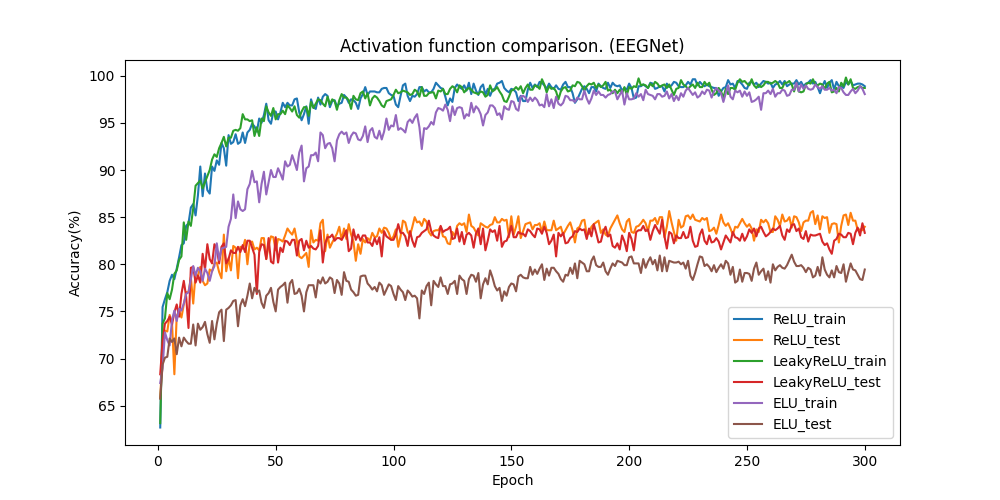 Activation function comparison. (EEGNet)
Accuracy(%)
100
95
90
85
80
75
70
65
0
50
100
150
200
250
300
Epoch
ReLU_train
ReLU_test
LeakyReLU_train
LeakyReLU_test
ELU_train
ELU_test